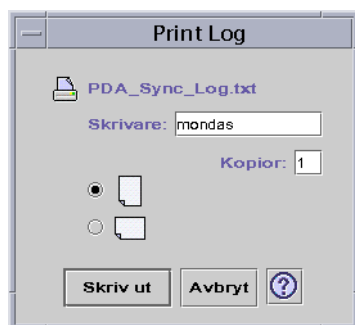 Print Log
PDA_Sync_Log.txt
Skrivare: mondas
Kopior: 1
Skriv ut Avbryt ?